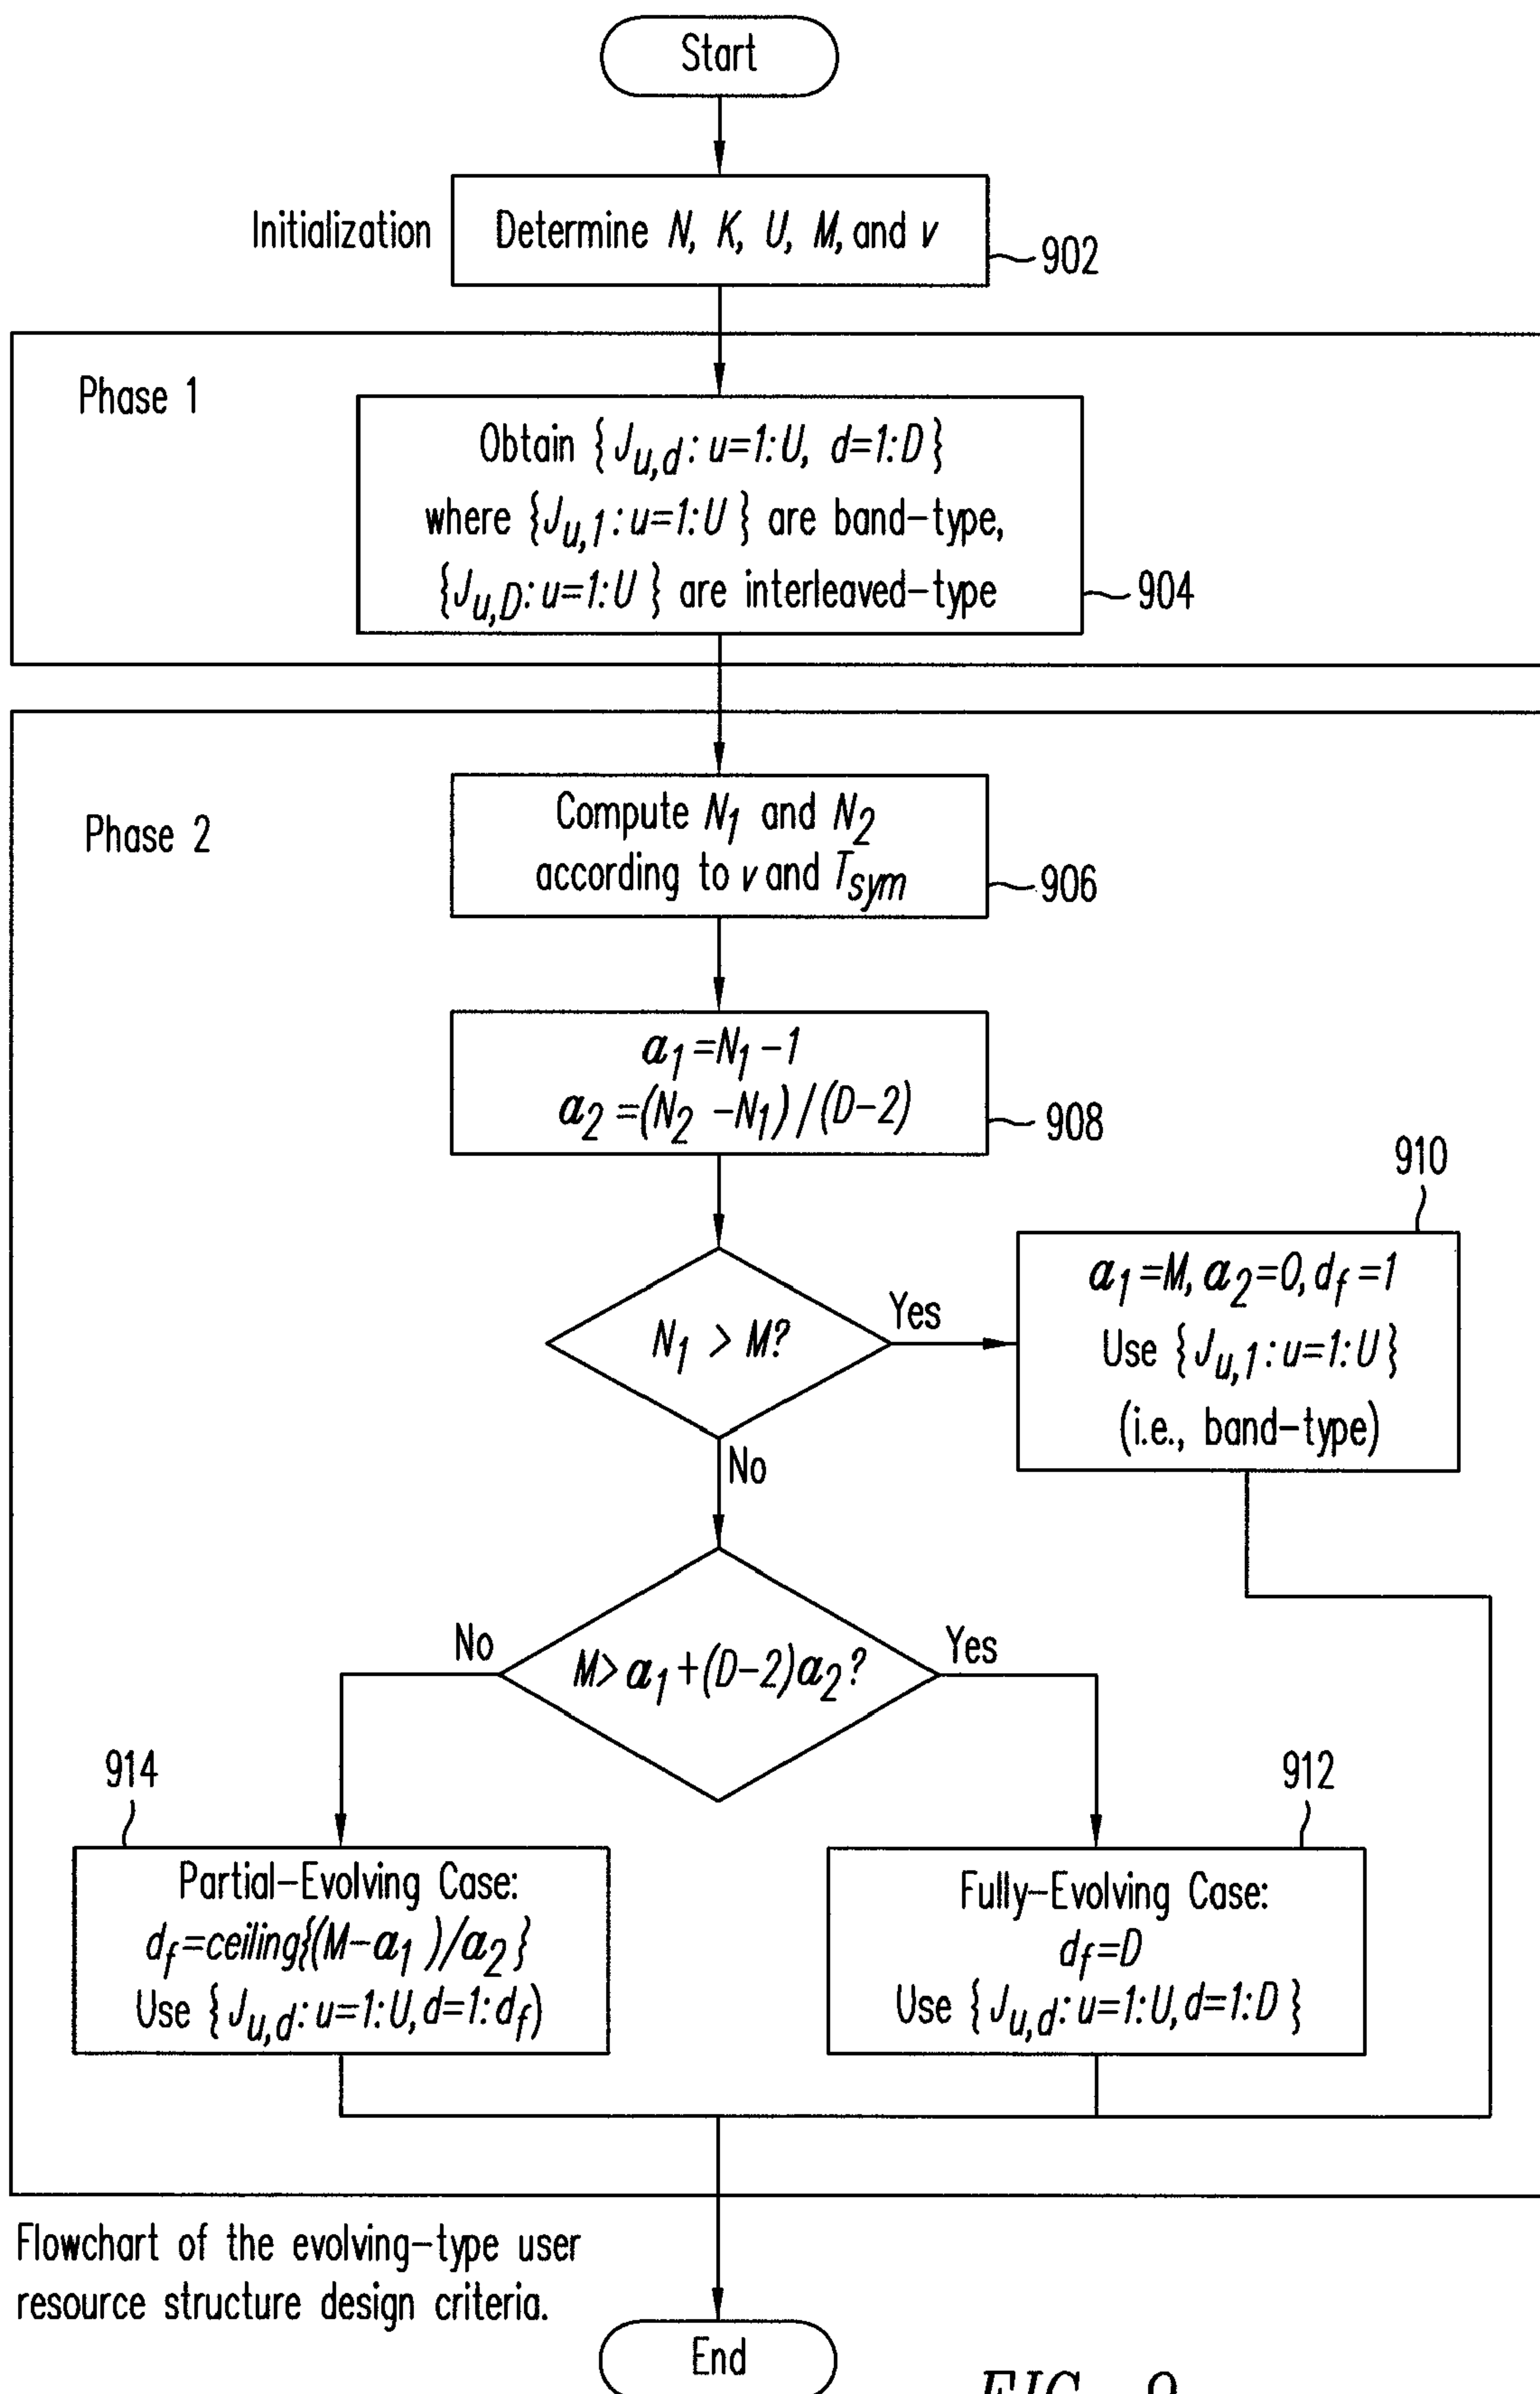 Start
Initialization
Determine N, K, U, M, and v
902
Phase 1
Obtain {J_u,d : u=1:U, d=1:D}
where {J_u,1 : u=1:U} are band-type,
{J_u,D : u=1:U} are interleaved-type
904
Phase 2
Compute N_1 and N_2
according to v and T_sym
906
a_1 =N_1 -1
a_2 =(N_2 -N_1)/(D-2)
908
910
N_1 > M?
Yes
a_1 =M, a_2 =0, d_f =1
Use {J_u,1 : u=1:U}
(i.e., band-type)
No
M> a_1 +(D-2)a_2 ?
No
Yes
914
912
Partial-Evolving Case:
d_f =ceiling{(M-a_1 )/a_2}
Use {J_u,d : u=1:U, d=1:d_f)
Fully-Evolving Case:
d_f =D
Use {J_u,d : u=1:U, d=1:D}
Flowchart of the evolving-type user
resource structure design criteria.
End
FIG. 9